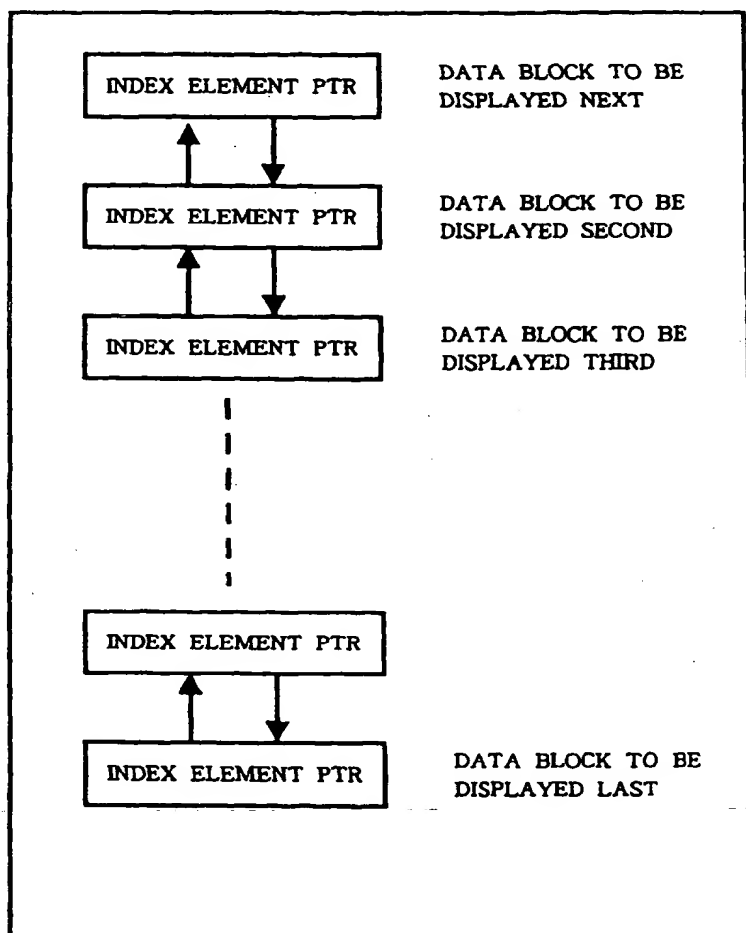 INDEX ELEMENT PTR
DATA BLOCK TO BE
DISPLAYED NEXT
INDEX ELEMENT PTR
DATA BLOCK TO BE
DISPLAYED SECOND
INDEX ELEMENT PTR
DATA BLOCK TO BE
DISPLAYED THIRD
INDEX ELEMENT PTR
INDEX ELEMENT PTR
DATA BLOCK TO BE
DISPLAYED LAST